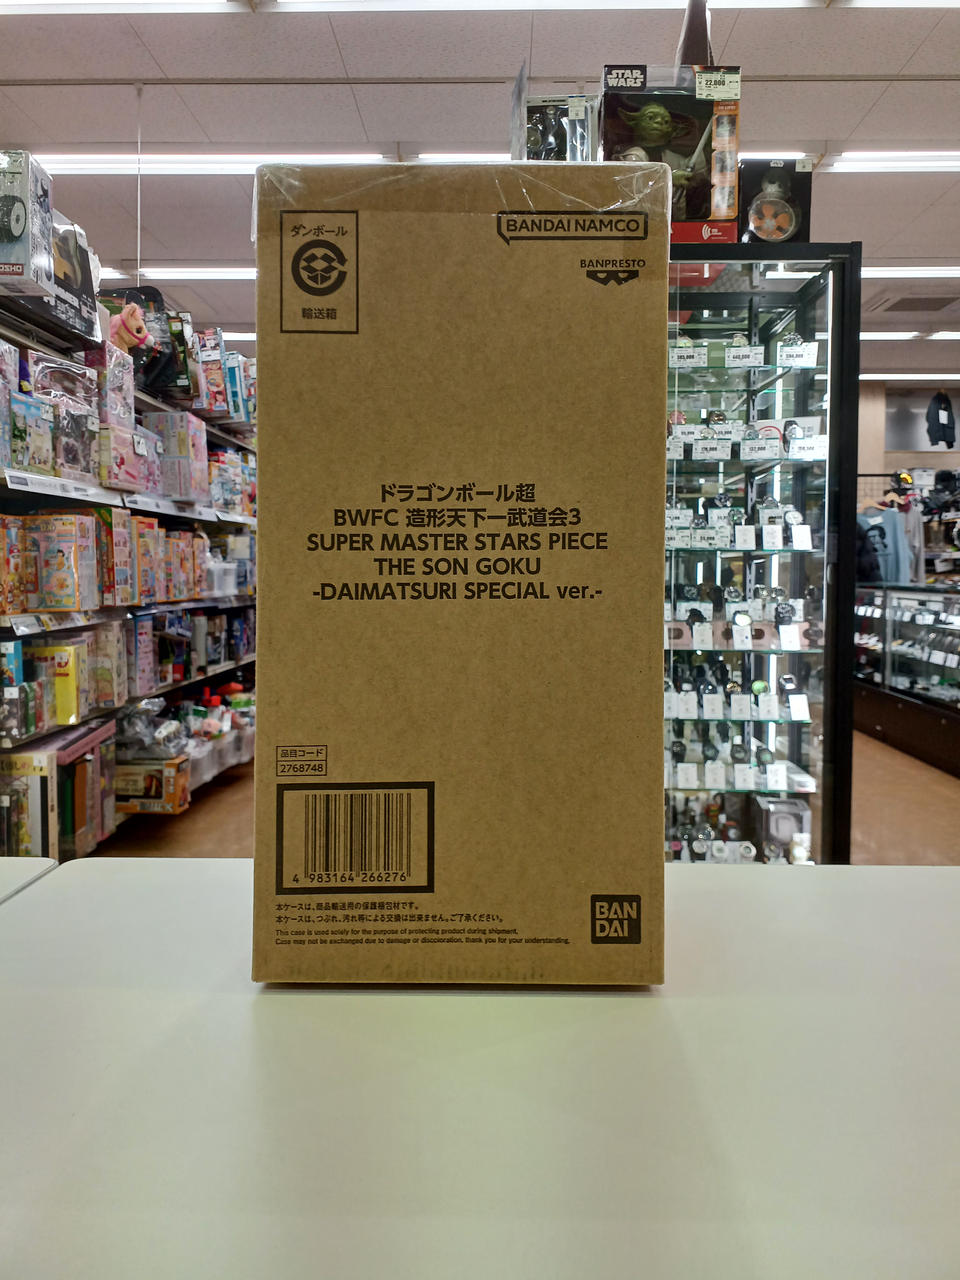 STAR WARS
22,000
ダンボール
輸送箱
BANDAI NAMCO
BANPRESTO
ドラゴンボール超
BWFC 造形天下一武道会3
SUPER MASTER STARS PIECE
THE SON GOKU
-DAIMATSURI SPECIAL ver.-
品目コード
2768748
4 983164 266276
本ケースは、商品輸送用の保護梱包材です。
本ケースは、つぶれ、汚れ等による交換は出来ません。ご了承ください。
This case is used solely for the purpose of protecting product during shipment.
Case may not be exchanged due to damage or discoloration. thank you for your understanding.
BAN
DAI